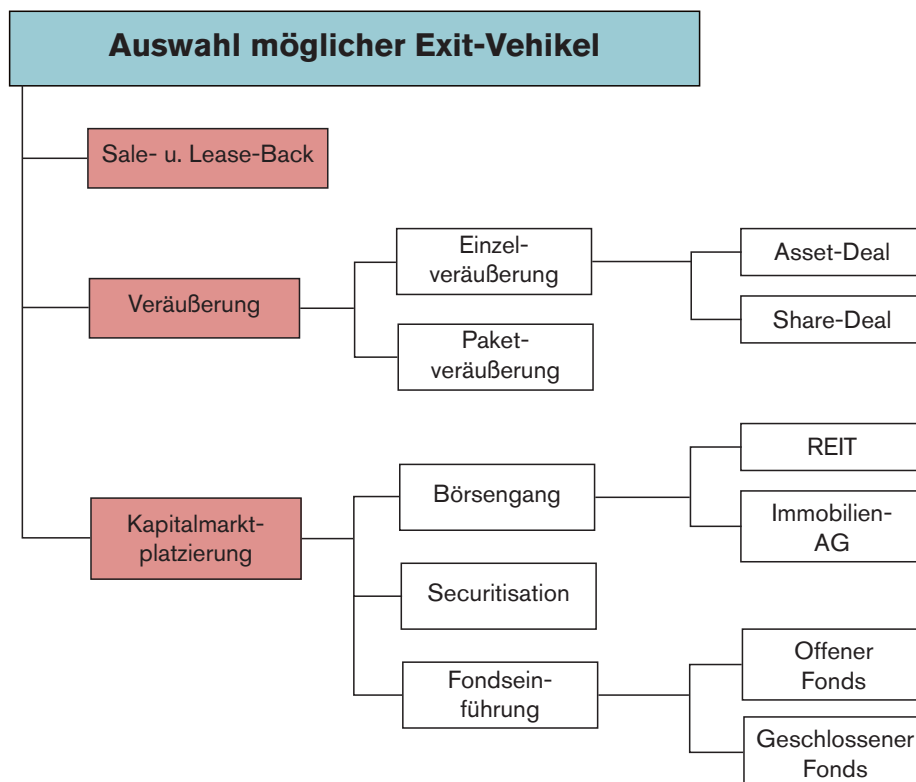 Auswahl möglicher Exit-Vehikel
Sale- u. Lease-Back
Veräußerung
Einzel-
veräußerung
Asset-Deal
Share-Deal
Paket-
veräußerung
Kapitalmarkt-
platzierung
Börsengang
REIT
Immobilien-
AG
Securitisation
Fondsein-
führung
Offener
Fonds
Geschlossener
Fonds